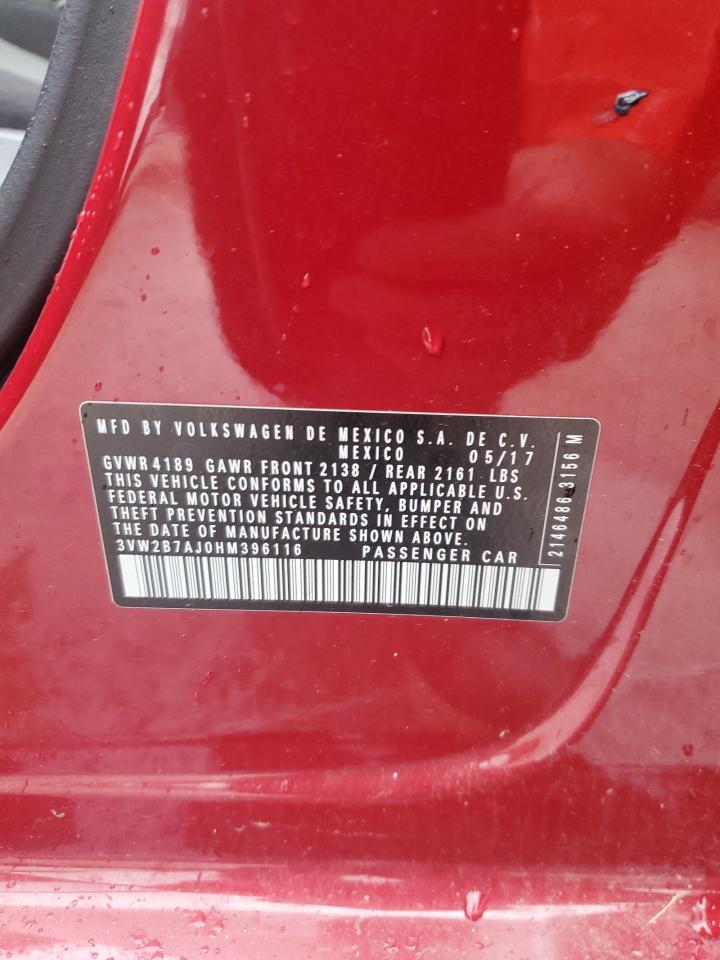 MFD BY VOLKSWAGEN DE MEXICO S.A. DE C.V.
MEXICO 05/17
GVWR 4189 GAWR FRONT 2138 / REAR 2161 LBS
THIS VEHICLE CONFORMS TO ALL APPLICABLE U.S.
FEDERAL MOTOR VEHICLE SAFETY, BUMPER AND
THEFT PREVENTION STANDARDS IN EFFECT ON
THE DATE OF MANUFACTURE SHOWN ABOVE.
3VW2B7AJ0HM396116 PASSENGER CAR
2146486 3156 M